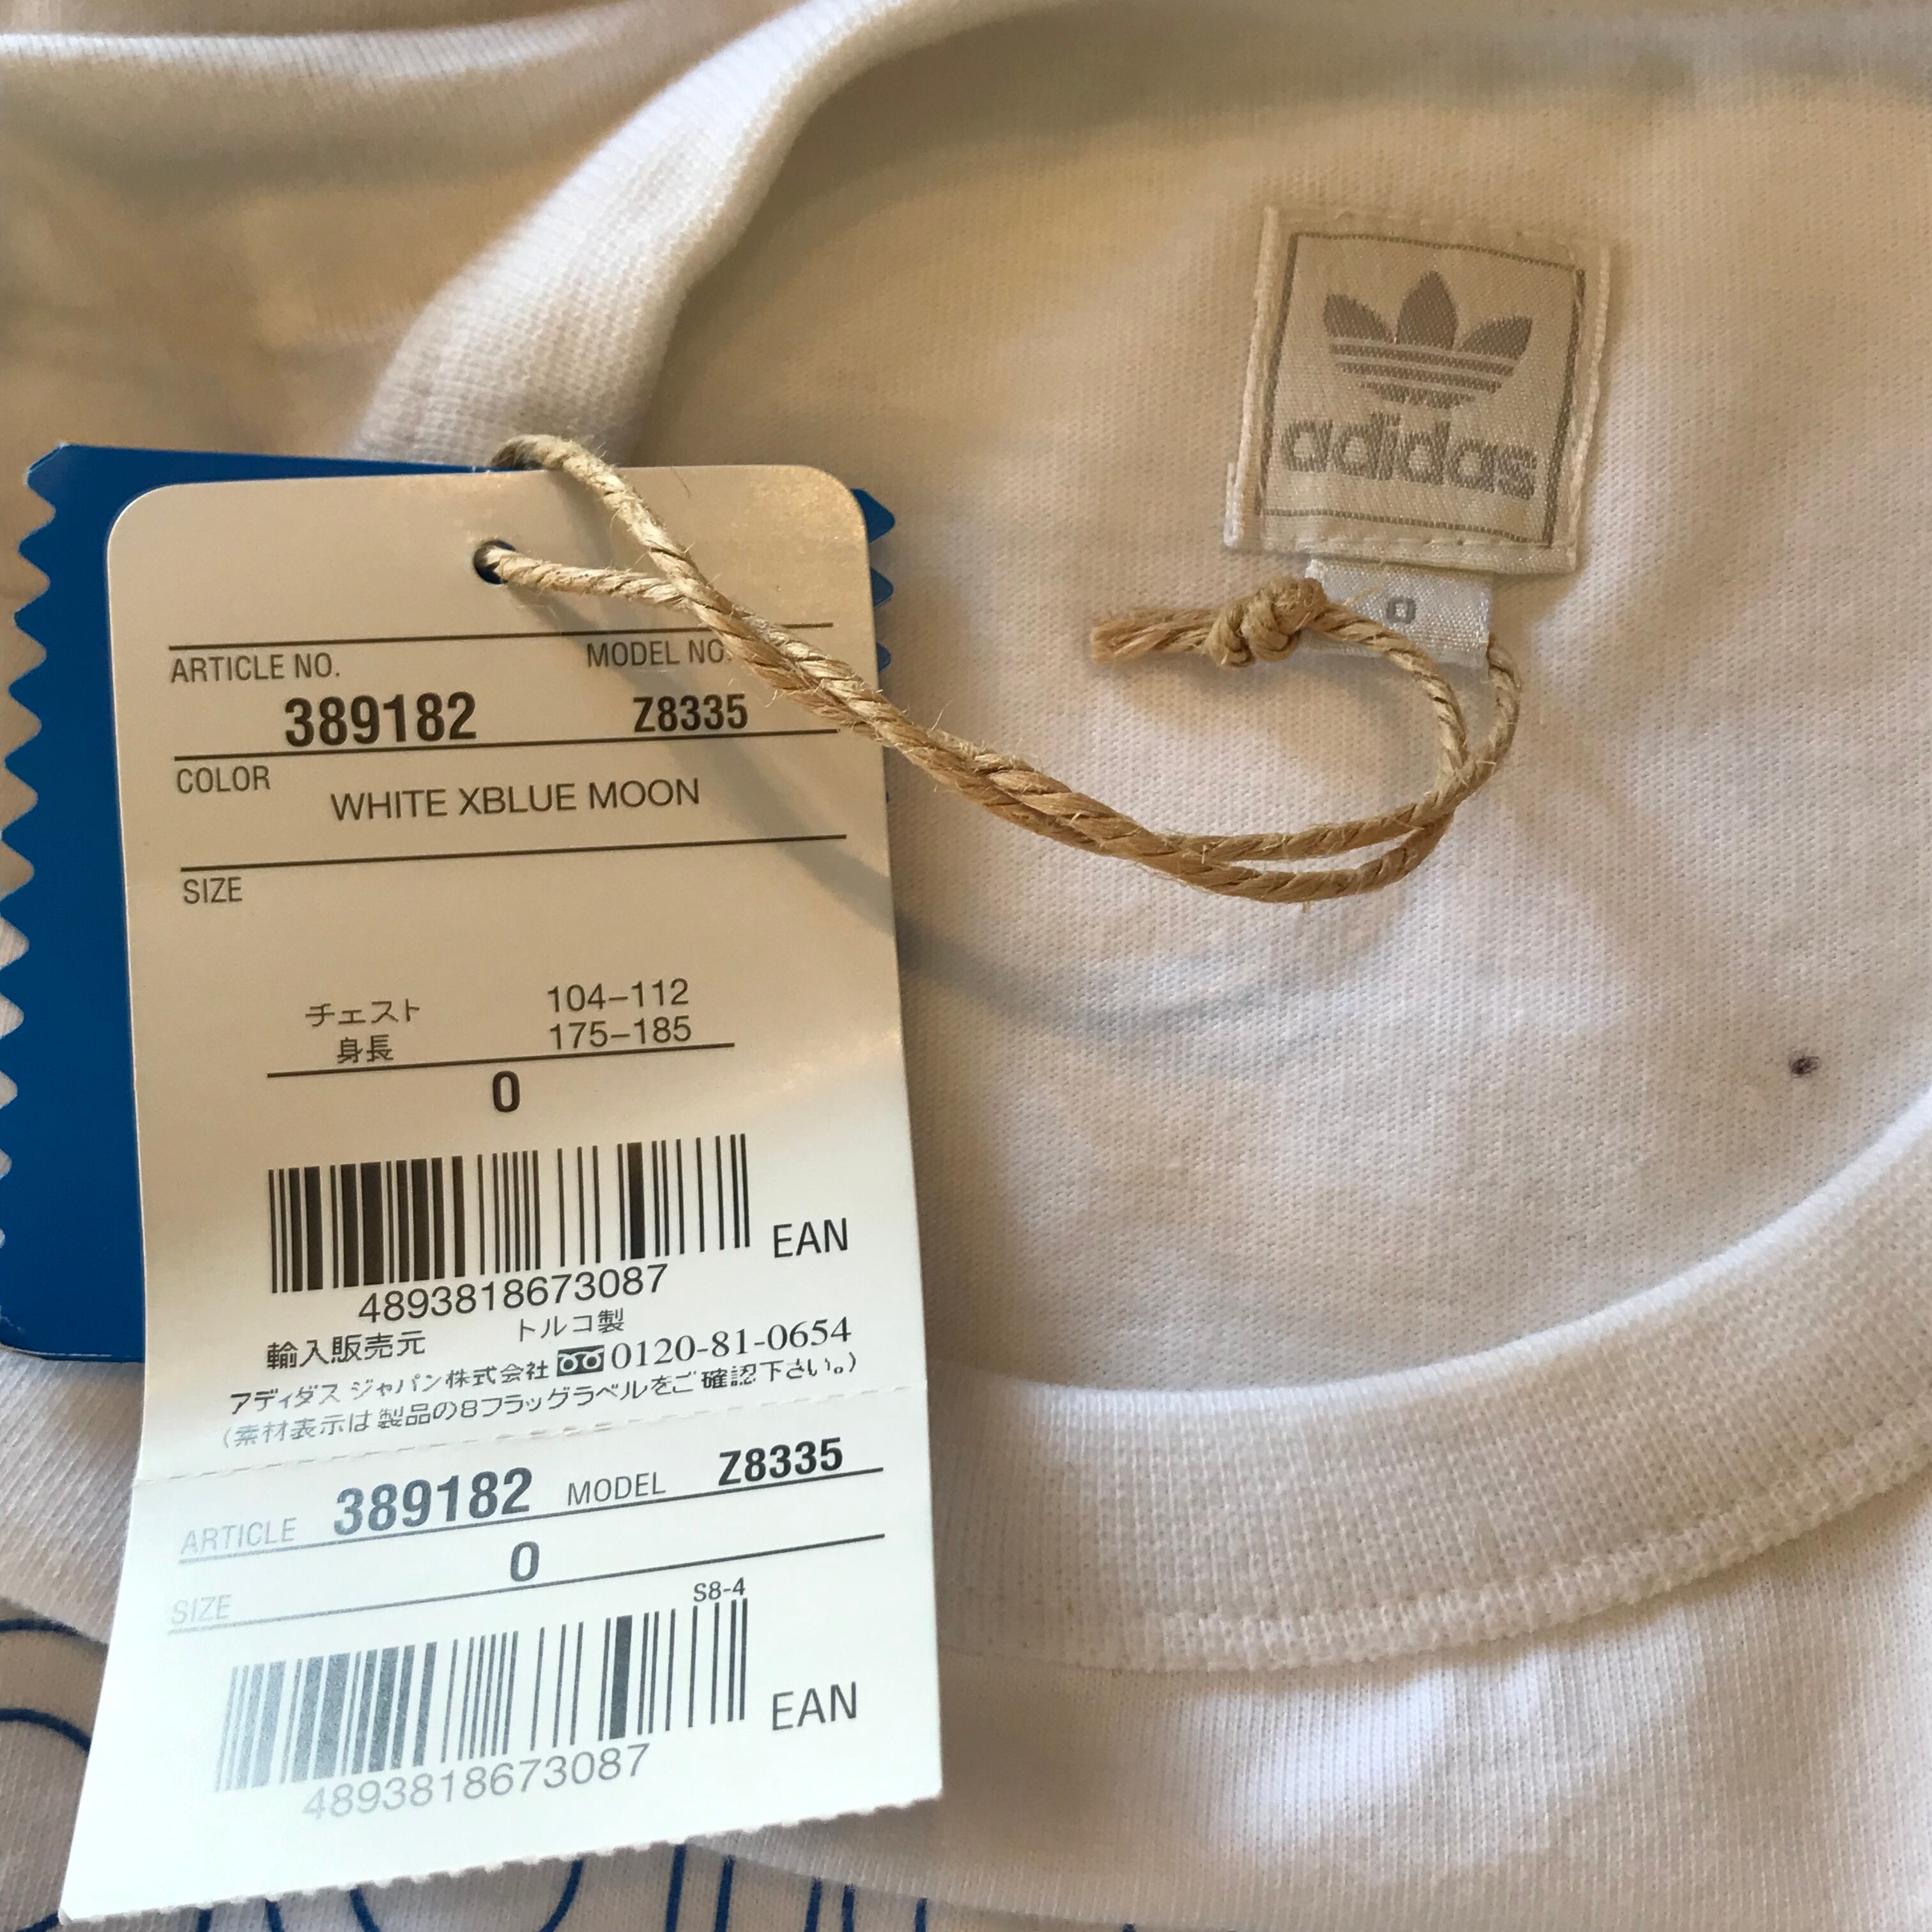 adidas
O
ARTICLE NO. MODEL NO.
389182 Z8335
COLOR
WHITE XBLUE MOON
SIZE
チェスト 104–112
身長 175–185
O
EAN
4893818673087
トルコ製
輸入販売元
アディダス ジャパン株式会社 0120-81-0654
(素材表示は製品の8フラッグラベルをご確認下さい。)
ARTICLE 389182 MODEL Z8335
SIZE O
S8-4
EAN
4893818673087